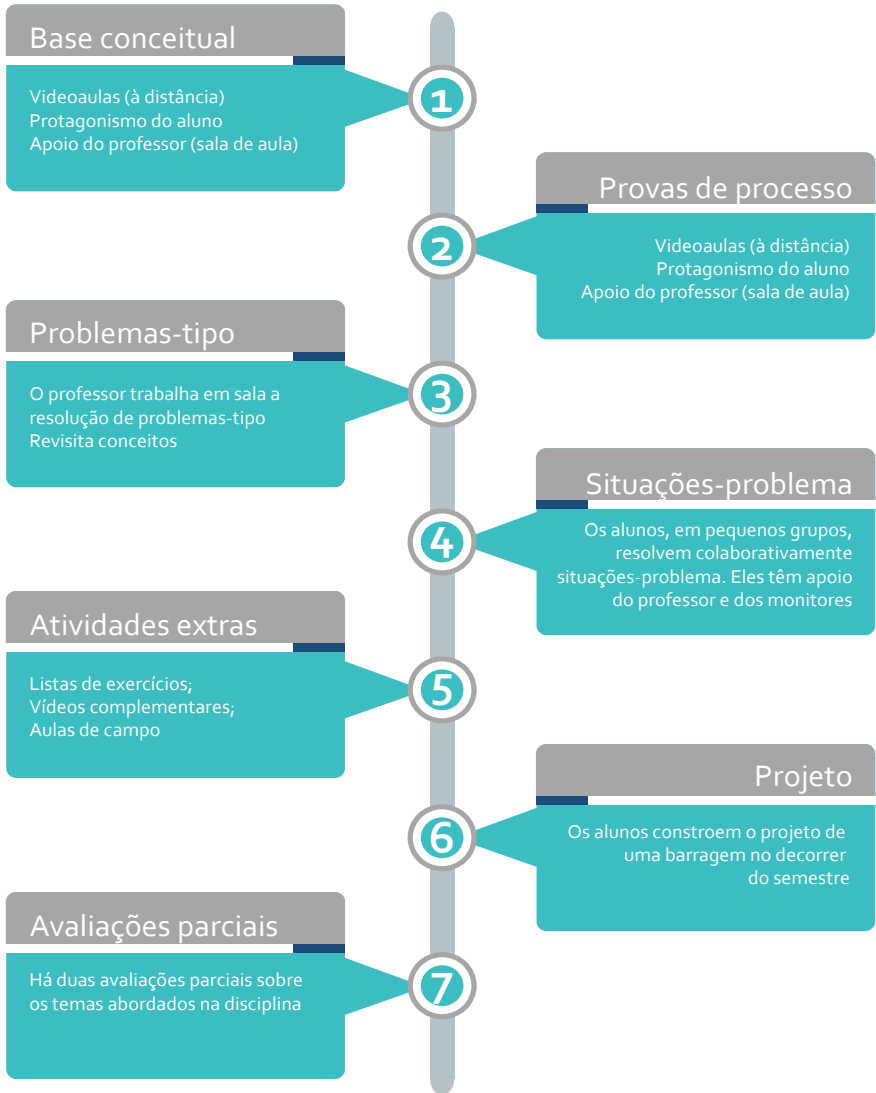 Base conceitual
Videoaulas (à distância)
Protagonismo do aluno
Apoio do professor (sala de aula)
1
Provas de processo
Videoaulas (à distância)
Protagonismo do aluno
Apoio do professor (sala de aula)
2
Problemas-tipo
O professor trabalha em sala a
resolução de problemas-tipo
Revisita conceitos
3
Situações-problema
Os alunos, em pequenos grupos,
resolvem colaborativamente
situações-problema. Eles têm apoio
do professor e dos monitores
4
Atividades extras
Listas de exercícios;
Vídeos complementares;
Aulas de campo
5
Projeto
Os alunos constroem o projeto de
uma barragem no decorrer
do semestre
6
Avaliações parciais
Há duas avaliações parciais sobre
os temas abordados na disciplina
7